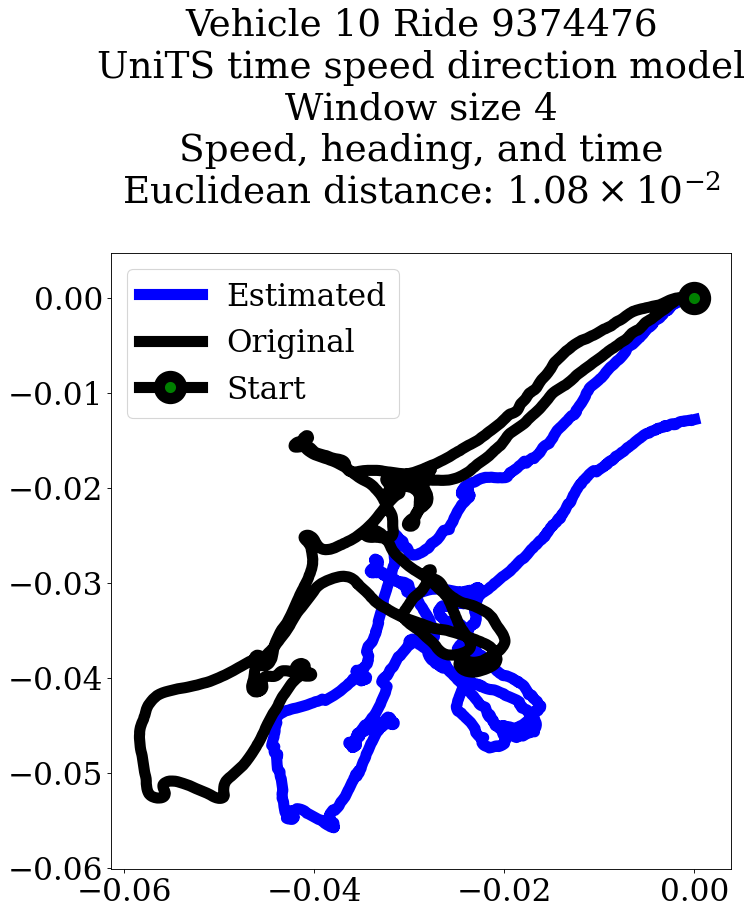 Vehicle 10 Ride 9374476
UniTS time speed direction model
Window size 4
Speed, heading, and time
Euclidean distance: 1.08 × 10⁻²
Estimated
Original
Start
0.00
−0.01
−0.02
−0.03
−0.04
−0.05
−0.06
−0.06 −0.04 −0.02 0.00